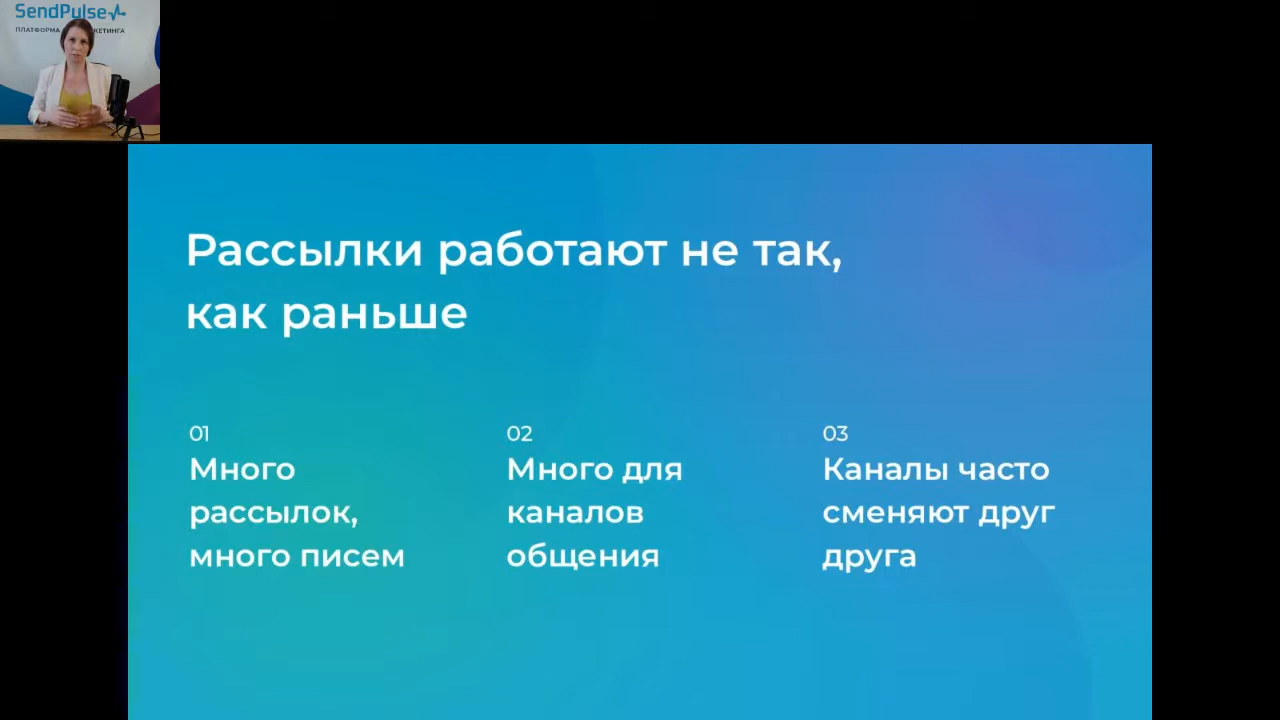 SendPulse
ПЛАТФОРМА
КЕТИНГА
Рассылки работают не так,
как раньше
01
Много
рассылок,
много писем
02
Много для
каналов
общения
03
Каналы часто
сменяют друг
друга